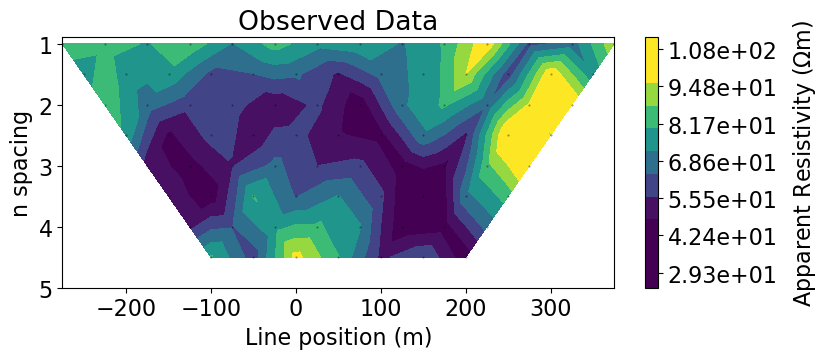 Observed Data
n spacing
1
2
3
4
5
−200
−100
0
100
200
300
Line position (m)
1.08e+02
9.48e+01
8.17e+01
6.86e+01
5.55e+01
4.24e+01
2.93e+01
Apparent Resistivity (Ωm)